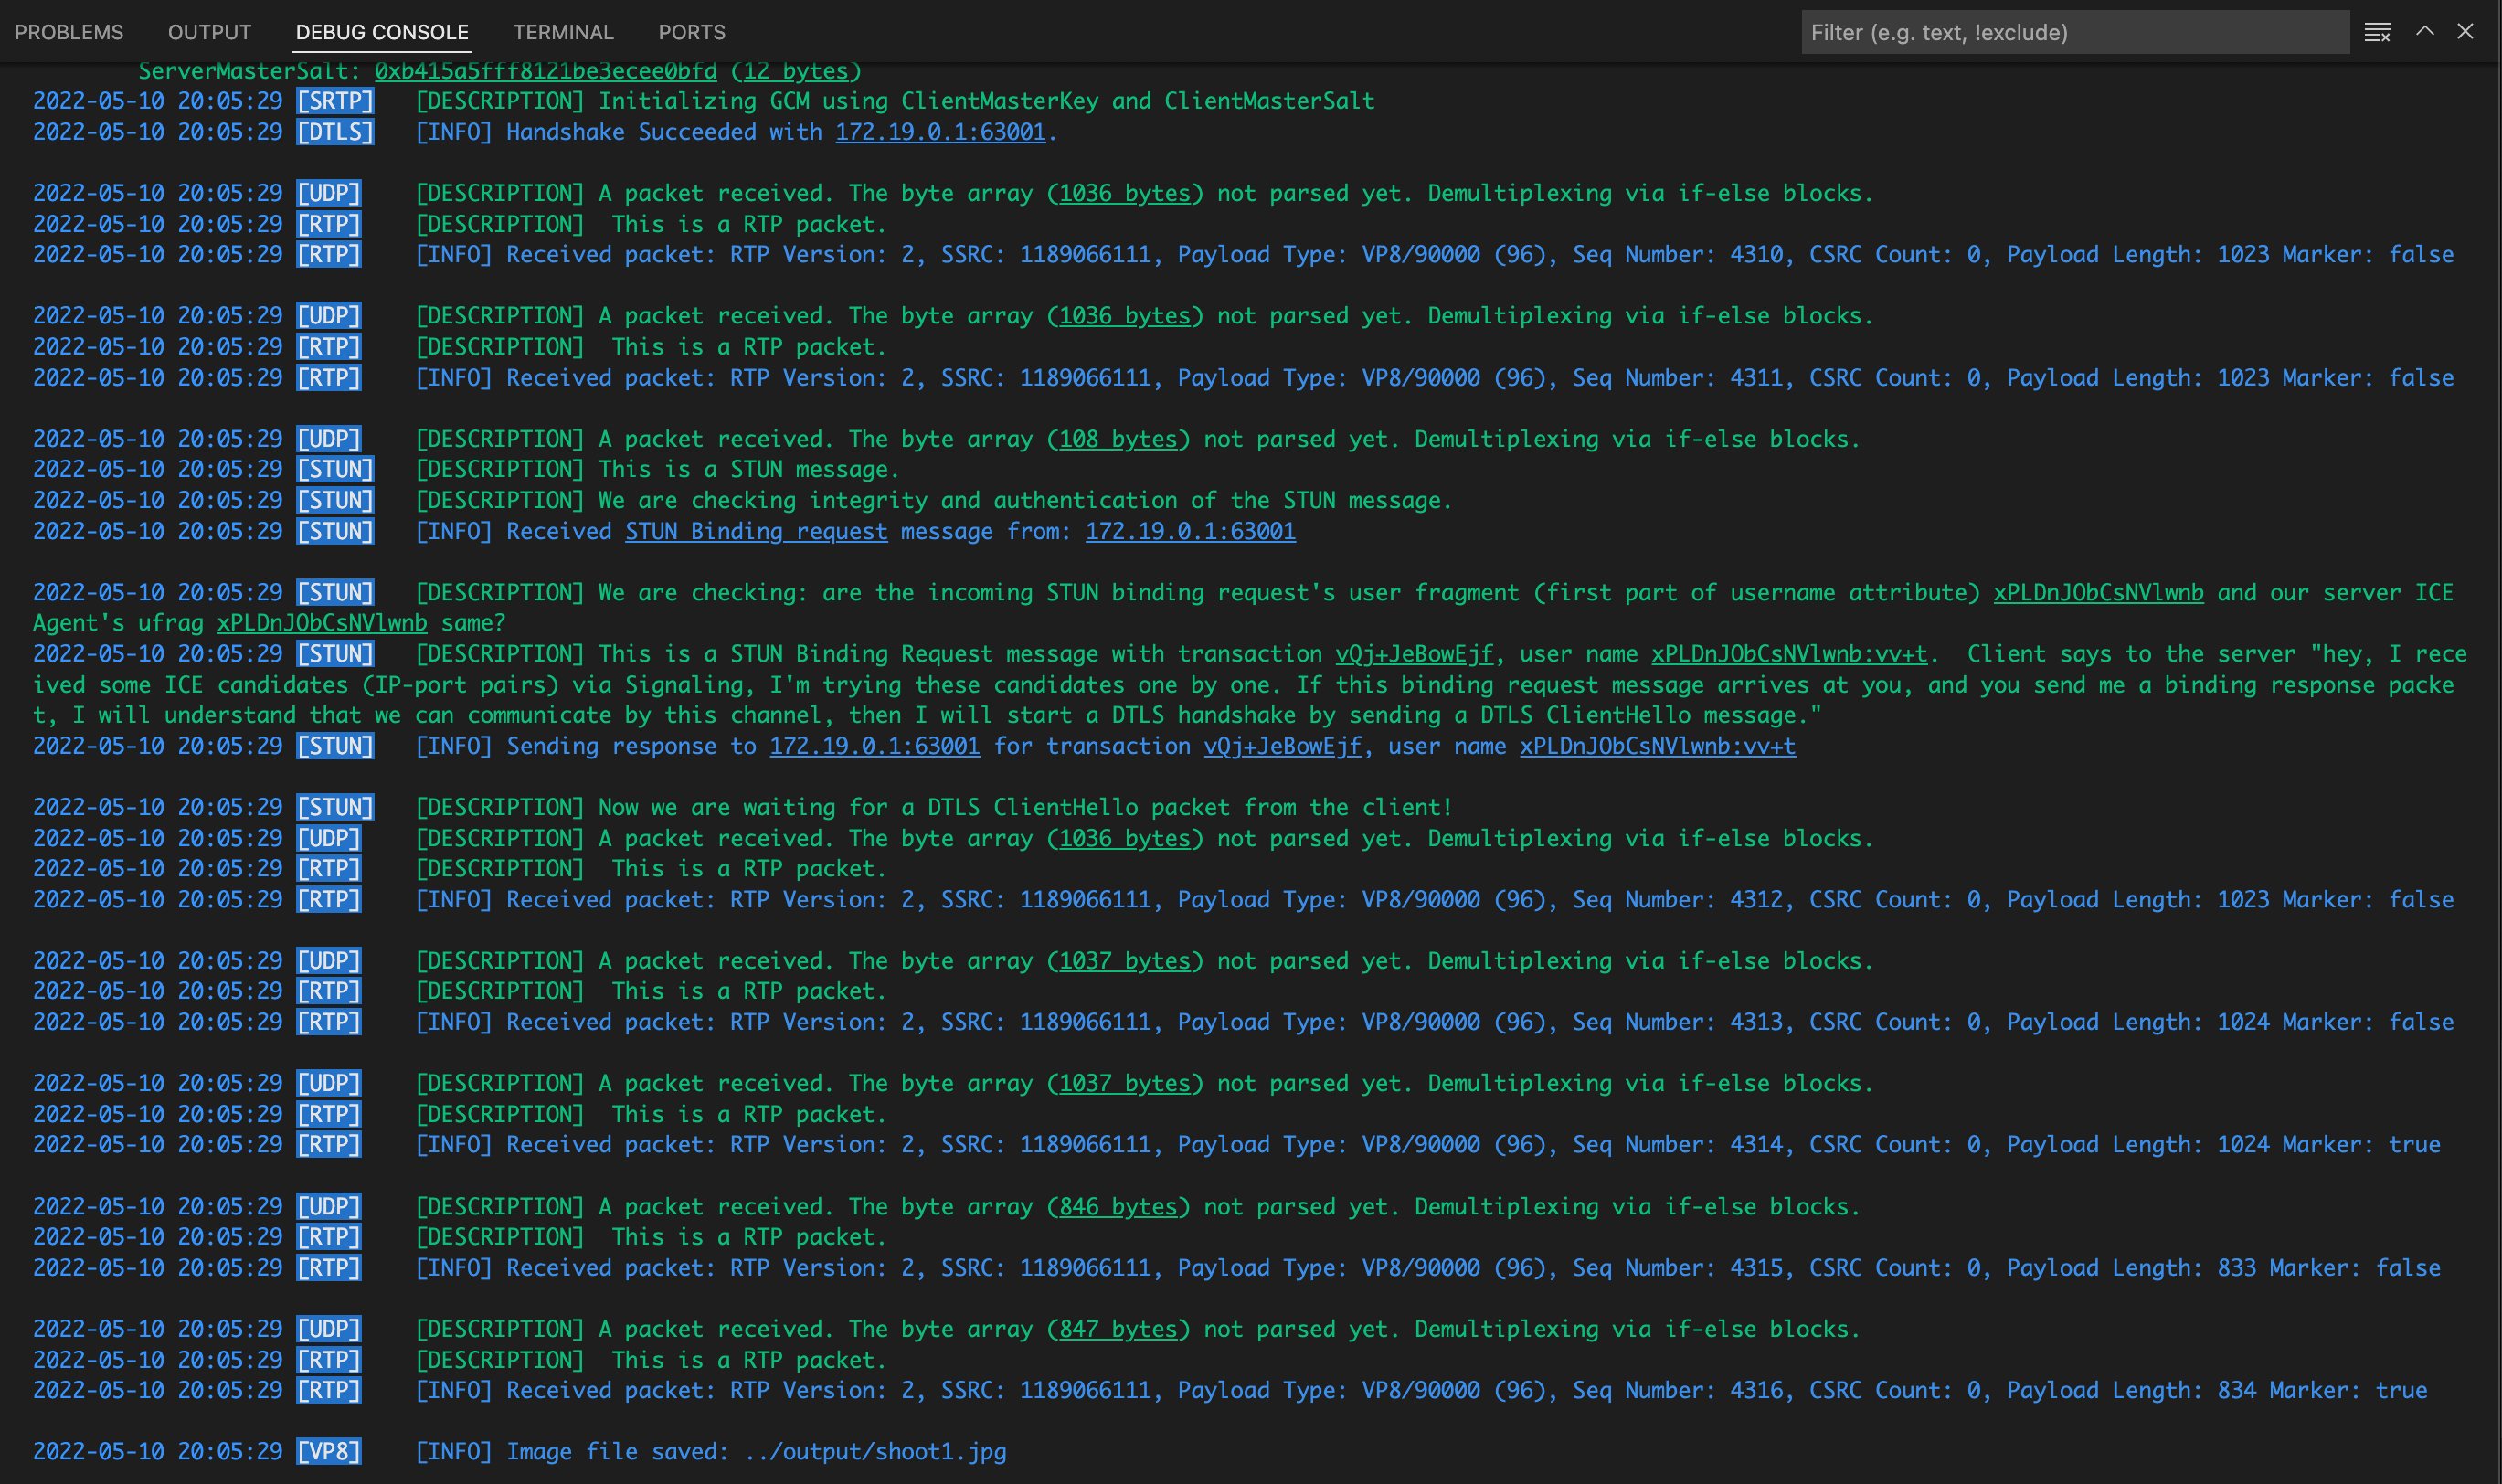 PROBLEMS OUTPUT DEBUG CONSOLE TERMINAL PORTS Filter (e.g. text, !exclude)
ServerMasterSalt: 0xb415a5fff8121be3ecee0bfd (12 bytes)
2022-05-10 20:05:29 [SRTP] [DESCRIPTION] Initializing GCM using ClientMasterKey and ClientMasterSalt
2022-05-10 20:05:29 [DTLS] [INFO] Handshake Succeeded with 172.19.0.1:63001.
2022-05-10 20:05:29 [UDP] [DESCRIPTION] A packet received. The byte array (1036 bytes) not parsed yet. Demultiplexing via if-else blocks.
2022-05-10 20:05:29 [RTP] [DESCRIPTION] This is a RTP packet.
2022-05-10 20:05:29 [RTP] [INFO] Received packet: RTP Version: 2, SSRC: 1189066111, Payload Type: VP8/90000 (96), Seq Number: 4310, CSRC Count: 0, Payload Length: 1023 Marker: false
2022-05-10 20:05:29 [UDP] [DESCRIPTION] A packet received. The byte array (1036 bytes) not parsed yet. Demultiplexing via if-else blocks.
2022-05-10 20:05:29 [RTP] [DESCRIPTION] This is a RTP packet.
2022-05-10 20:05:29 [RTP] [INFO] Received packet: RTP Version: 2, SSRC: 1189066111, Payload Type: VP8/90000 (96), Seq Number: 4311, CSRC Count: 0, Payload Length: 1023 Marker: false
2022-05-10 20:05:29 [UDP] [DESCRIPTION] A packet received. The byte array (108 bytes) not parsed yet. Demultiplexing via if-else blocks.
2022-05-10 20:05:29 [STUN] [DESCRIPTION] This is a STUN message.
2022-05-10 20:05:29 [STUN] [DESCRIPTION] We are checking integrity and authentication of the STUN message.
2022-05-10 20:05:29 [STUN] [INFO] Received STUN Binding request message from: 172.19.0.1:63001
2022-05-10 20:05:29 [STUN] [DESCRIPTION] We are checking: are the incoming STUN binding request's user fragment (first part of username attribute) xPLDnJObCsNVlwnb and our server ICE
Agent's ufrag xPLDnJObCsNVlwnb same?
2022-05-10 20:05:29 [STUN] [DESCRIPTION] This is a STUN Binding Request message with transaction vQj+JeBowEjf, user name xPLDnJObCsNVlwnb:vv+t. Client says to the server "hey, I rece
ived some ICE candidates (IP-port pairs) via Signaling, I'm trying these candidates one by one. If this binding request message arrives at you, and you send me a binding response packe
t, I will understand that we can communicate by this channel, then I will start a DTLS handshake by sending a DTLS ClientHello message."
2022-05-10 20:05:29 [STUN] [INFO] Sending response to 172.19.0.1:63001 for transaction vQj+JeBowEjf, user name xPLDnJObCsNVlwnb:vv+t
2022-05-10 20:05:29 [STUN] [DESCRIPTION] Now we are waiting for a DTLS ClientHello packet from the client!
2022-05-10 20:05:29 [UDP] [DESCRIPTION] A packet received. The byte array (1036 bytes) not parsed yet. Demultiplexing via if-else blocks.
2022-05-10 20:05:29 [RTP] [DESCRIPTION] This is a RTP packet.
2022-05-10 20:05:29 [RTP] [INFO] Received packet: RTP Version: 2, SSRC: 1189066111, Payload Type: VP8/90000 (96), Seq Number: 4312, CSRC Count: 0, Payload Length: 1023 Marker: false
2022-05-10 20:05:29 [UDP] [DESCRIPTION] A packet received. The byte array (1037 bytes) not parsed yet. Demultiplexing via if-else blocks.
2022-05-10 20:05:29 [RTP] [DESCRIPTION] This is a RTP packet.
2022-05-10 20:05:29 [RTP] [INFO] Received packet: RTP Version: 2, SSRC: 1189066111, Payload Type: VP8/90000 (96), Seq Number: 4313, CSRC Count: 0, Payload Length: 1024 Marker: false
2022-05-10 20:05:29 [UDP] [DESCRIPTION] A packet received. The byte array (1037 bytes) not parsed yet. Demultiplexing via if-else blocks.
2022-05-10 20:05:29 [RTP] [DESCRIPTION] This is a RTP packet.
2022-05-10 20:05:29 [RTP] [INFO] Received packet: RTP Version: 2, SSRC: 1189066111, Payload Type: VP8/90000 (96), Seq Number: 4314, CSRC Count: 0, Payload Length: 1024 Marker: true
2022-05-10 20:05:29 [UDP] [DESCRIPTION] A packet received. The byte array (846 bytes) not parsed yet. Demultiplexing via if-else blocks.
2022-05-10 20:05:29 [RTP] [DESCRIPTION] This is a RTP packet.
2022-05-10 20:05:29 [RTP] [INFO] Received packet: RTP Version: 2, SSRC: 1189066111, Payload Type: VP8/90000 (96), Seq Number: 4315, CSRC Count: 0, Payload Length: 833 Marker: false
2022-05-10 20:05:29 [UDP] [DESCRIPTION] A packet received. The byte array (847 bytes) not parsed yet. Demultiplexing via if-else blocks.
2022-05-10 20:05:29 [RTP] [DESCRIPTION] This is a RTP packet.
2022-05-10 20:05:29 [RTP] [INFO] Received packet: RTP Version: 2, SSRC: 1189066111, Payload Type: VP8/90000 (96), Seq Number: 4316, CSRC Count: 0, Payload Length: 834 Marker: true
2022-05-10 20:05:29 [VP8] [INFO] Image file saved: ../output/shoot1.jpg